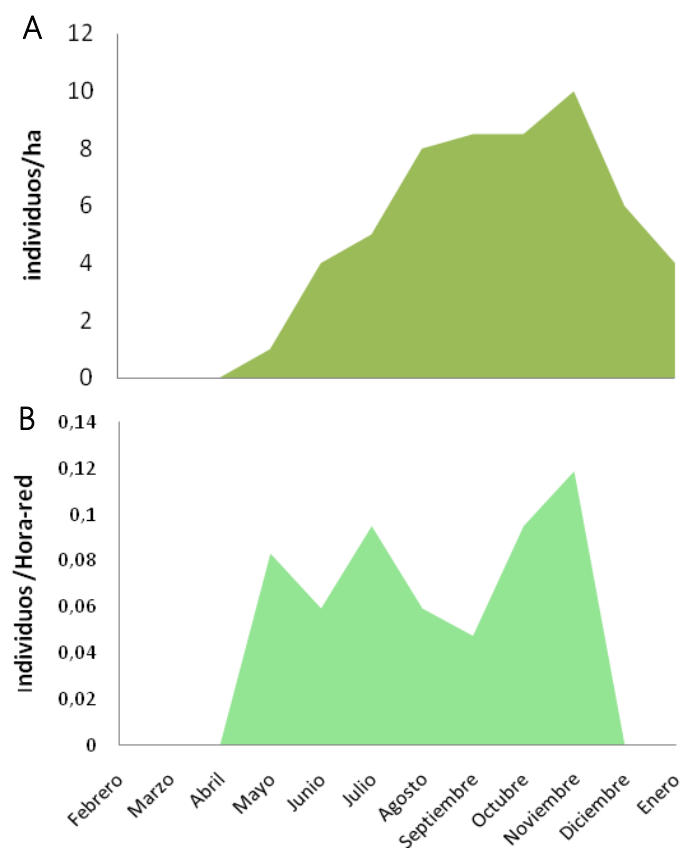 A
individuos/ha
12
10
8
6
4
2
0
B
Individuos /Hora-red
0,14
0,12
0,1
0,08
0,06
0,04
0,02
0
Febrero
Marzo
Abril
Mayo
Junio
Julio
Agosto
Septiembre
Octubre
Noviembre
Diciembre
Enero